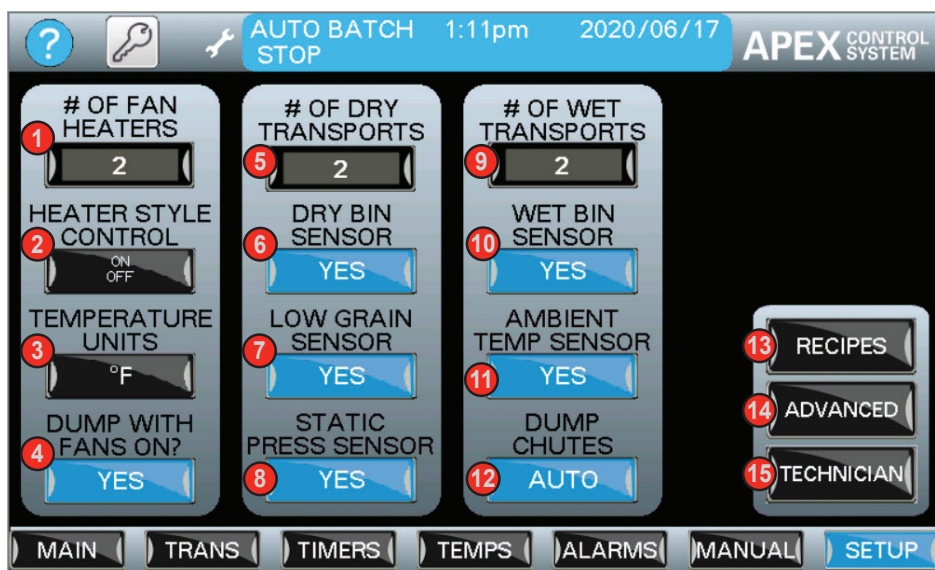 ?
AUTO BATCH 1:11pm 2020/06/17
STOP
APEX CONTROL
SYSTEM
# OF FAN
HEATERS
1
2
HEATER STYLE
CONTROL
2
ON
OFF
TEMPERATURE
UNITS
3
°F
DUMP WITH
FANS ON?
4
YES
# OF DRY
TRANSPORTS
5
2
DRY BIN
SENSOR
6
YES
LOW GRAIN
SENSOR
7
YES
STATIC
PRESS SENSOR
8
YES
# OF WET
TRANSPORTS
9
2
WET BIN
SENSOR
10
YES
AMBIENT
TEMP SENSOR
11
YES
DUMP
CHUTES
12
AUTO
13 RECIPES
14 ADVANCED
15 TECHNICIAN
MAIN TRANS TIMERS TEMPS ALARMS MANUAL SETUP